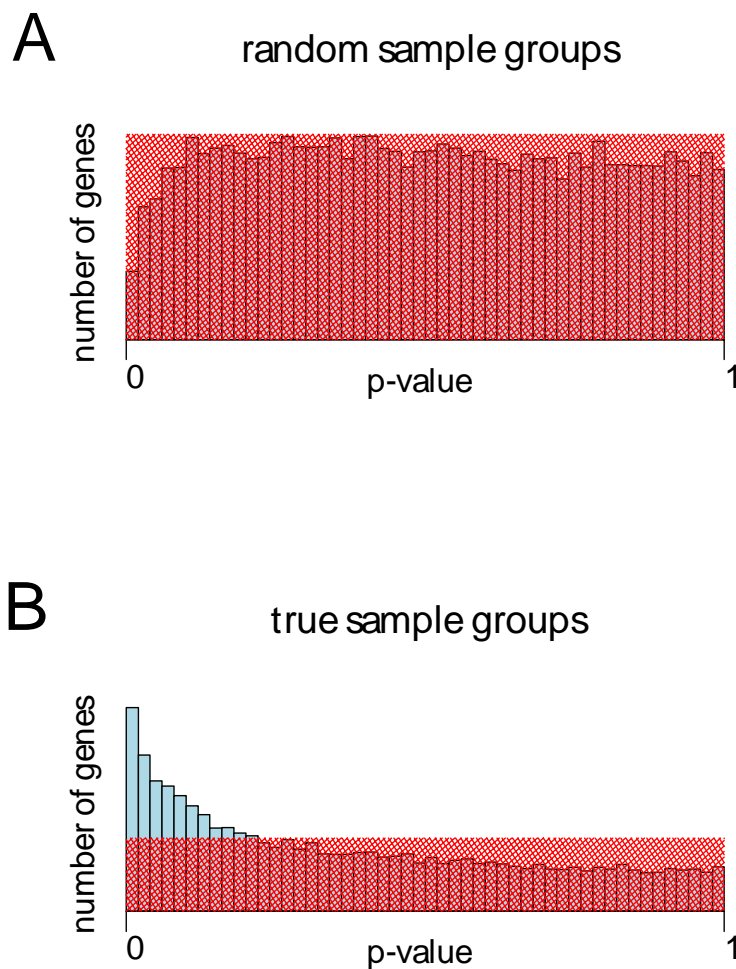 A
random sample groups
number of genes
0
1
p-value
B
true sample groups
number of genes
0
1
p-value